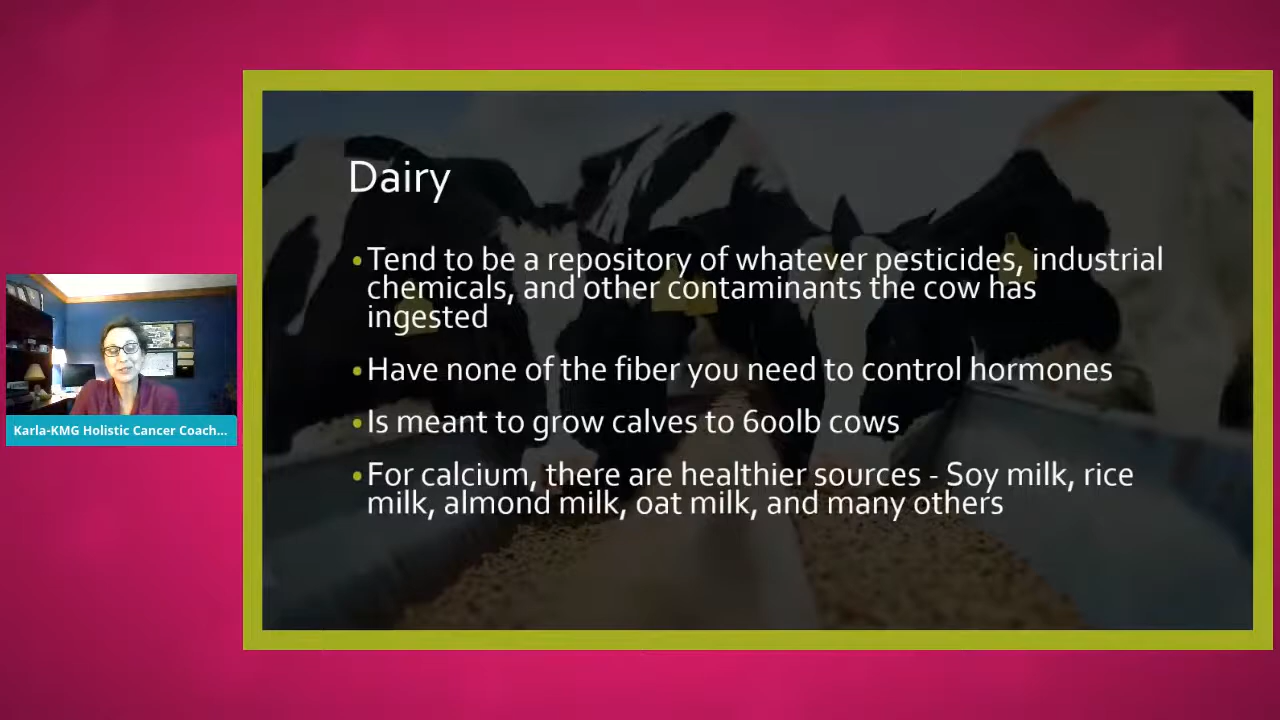 Dairy
•Tend to be a repository of whatever pesticides, industrial
chemicals, and other contaminants the cow has
ingested
•Have none of the fiber you need to control hormones
•Is meant to grow calves to 600lb cows
•For calcium, there are healthier sources - Soy milk, rice
milk, almond milk, oat milk, and many others
Karla-KMG Holistic Cancer Coach...